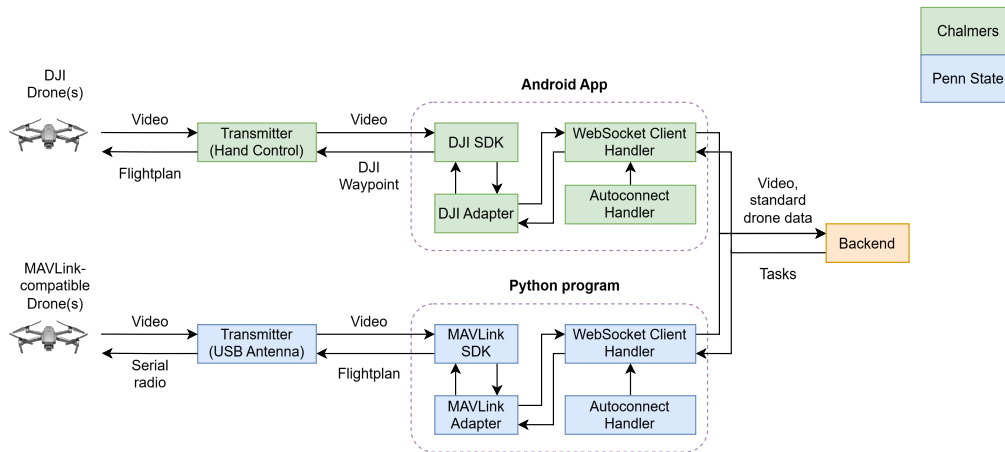 Chalmers
Penn State
DJI
Drone(s)
Video
Flightplan
Transmitter
(Hand Control)
Video
DJI
Waypoint
Android App
DJI SDK
DJI Adapter
WebSocket Client
Handler
Autoconnect
Handler
Video,
standard
drone data
Backend
Tasks
MAVLink-
compatible
Drone(s)
Video
Serial
radio
Transmitter
(USB Antenna)
Video
Flightplan
Python program
MAVLink
SDK
MAVLink
Adapter
WebSocket Client
Handler
Autoconnect
Handler